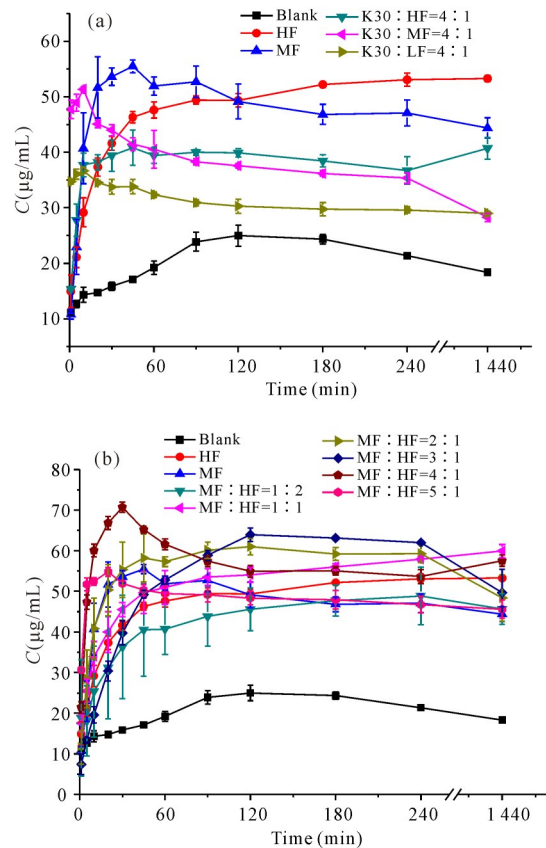 (a)
Blank
HF
MF
K30∶HF=4∶1
K30∶MF=4∶1
K30∶LF=4∶1
C(μg/mL)
60
50
40
30
20
10
0 60 120 180 240 1 440
Time(min)
(b)
Blank
HF
MF
MF∶HF=1∶2
MF∶HF=1∶1
MF∶HF=2∶1
MF∶HF=3∶1
MF∶HF=4∶1
MF∶HF=5∶1
C(μg/mL)
80
70
60
50
40
30
20
10
0
0 60 120 180 240 1 440
Time(min)